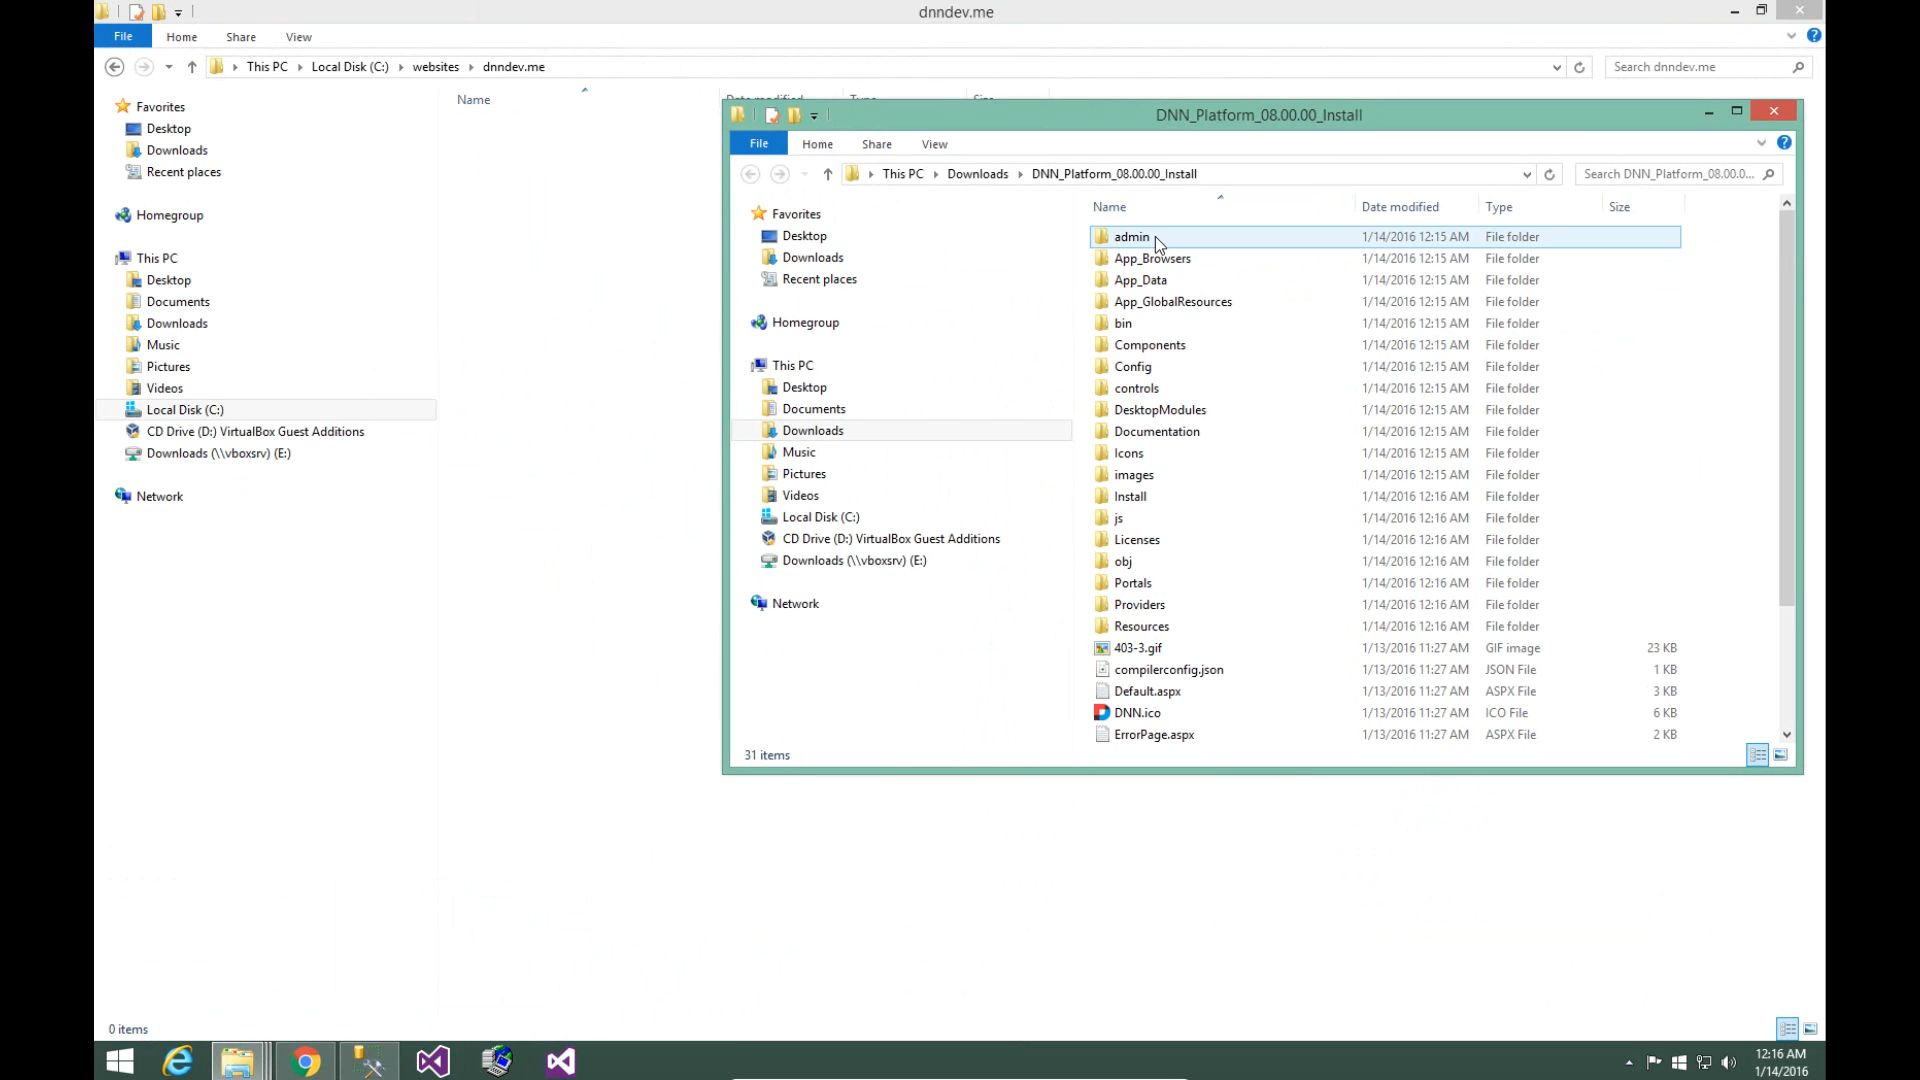 dnndev.me
File Home Share View
This PC Local Disk (C:) websites dnndev.me
Search dnndev.me
Favorites
Desktop
Downloads
Recent places
Homegroup
This PC
Desktop
Documents
Downloads
Music
Pictures
Videos
Local Disk (C:)
CD Drive (D:) VirtualBox Guest Additions
Downloads (\\vboxsrv) (E:)
Network
Name Date modified Type Size
0 items
DNN_Platform_08.00.00_Install
File Home Share View
This PC Downloads DNN_Platform_08.00.00_Install
Search DNN_Platform_08.00.0...
Favorites
Desktop
Downloads
Recent places
Homegroup
This PC
Desktop
Documents
Downloads
Music
Pictures
Videos
Local Disk (C:)
CD Drive (D:) VirtualBox Guest Additions
Downloads (\\vboxsrv) (E:)
Network
Name Date modified Type Size
admin 1/14/2016 12:15 AM File folder
App_Browsers 1/14/2016 12:15 AM File folder
App_Data 1/14/2016 12:15 AM File folder
App_GlobalResources 1/14/2016 12:15 AM File folder
bin 1/14/2016 12:15 AM File folder
Components 1/14/2016 12:15 AM File folder
Config 1/14/2016 12:15 AM File folder
controls 1/14/2016 12:15 AM File folder
DesktopModules 1/14/2016 12:15 AM File folder
Documentation 1/14/2016 12:15 AM File folder
Icons 1/14/2016 12:15 AM File folder
images 1/14/2016 12:15 AM File folder
Install 1/14/2016 12:16 AM File folder
js 1/14/2016 12:16 AM File folder
Licenses 1/14/2016 12:16 AM File folder
obj 1/14/2016 12:16 AM File folder
Portals 1/14/2016 12:16 AM File folder
Providers 1/14/2016 12:16 AM File folder
Resources 1/14/2016 12:16 AM File folder
403-3.gif 1/13/2016 11:27 AM GIF image 23 KB
compilerconfig.json 1/13/2016 11:27 AM JSON File 1 KB
Default.aspx 1/13/2016 11:27 AM ASPX File 3 KB
DNN.ico 1/13/2016 11:27 AM ICO File 6 KB
ErrorPage.aspx 1/13/2016 11:27 AM ASPX File 2 KB
31 items
12:16 AM
1/14/2016